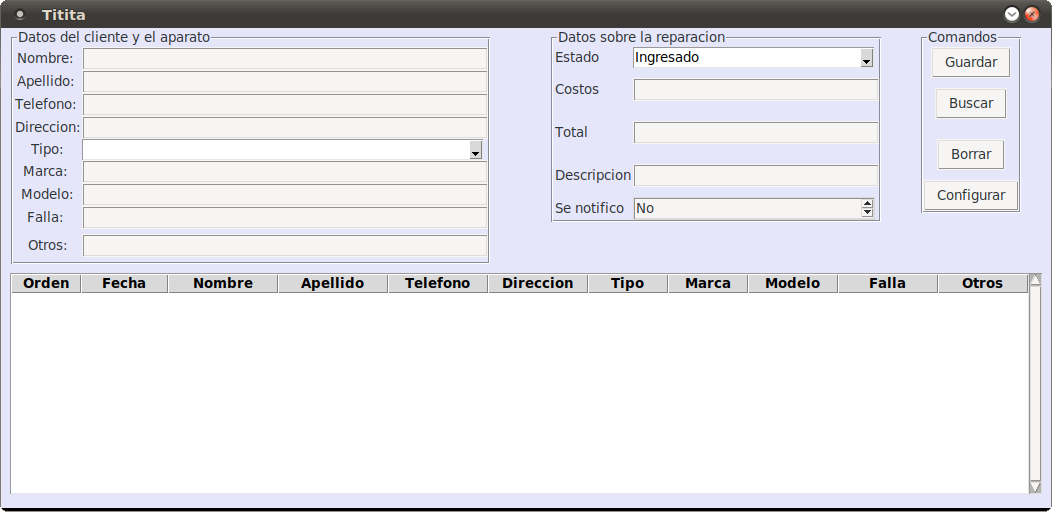 Titita
Datos del cliente y el aparato
Nombre:
Apellido:
Telefono:
Direccion:
Tipo:
Marca:
Modelo:
Falla:
Otros:
Datos sobre la reparacion
Estado Ingresado
Costos
Total
Descripcion
Se notifico No
Comandos
Guardar
Buscar
Borrar
Configurar
Orden Fecha Nombre Apellido Telefono Direccion Tipo Marca Modelo Falla Otros